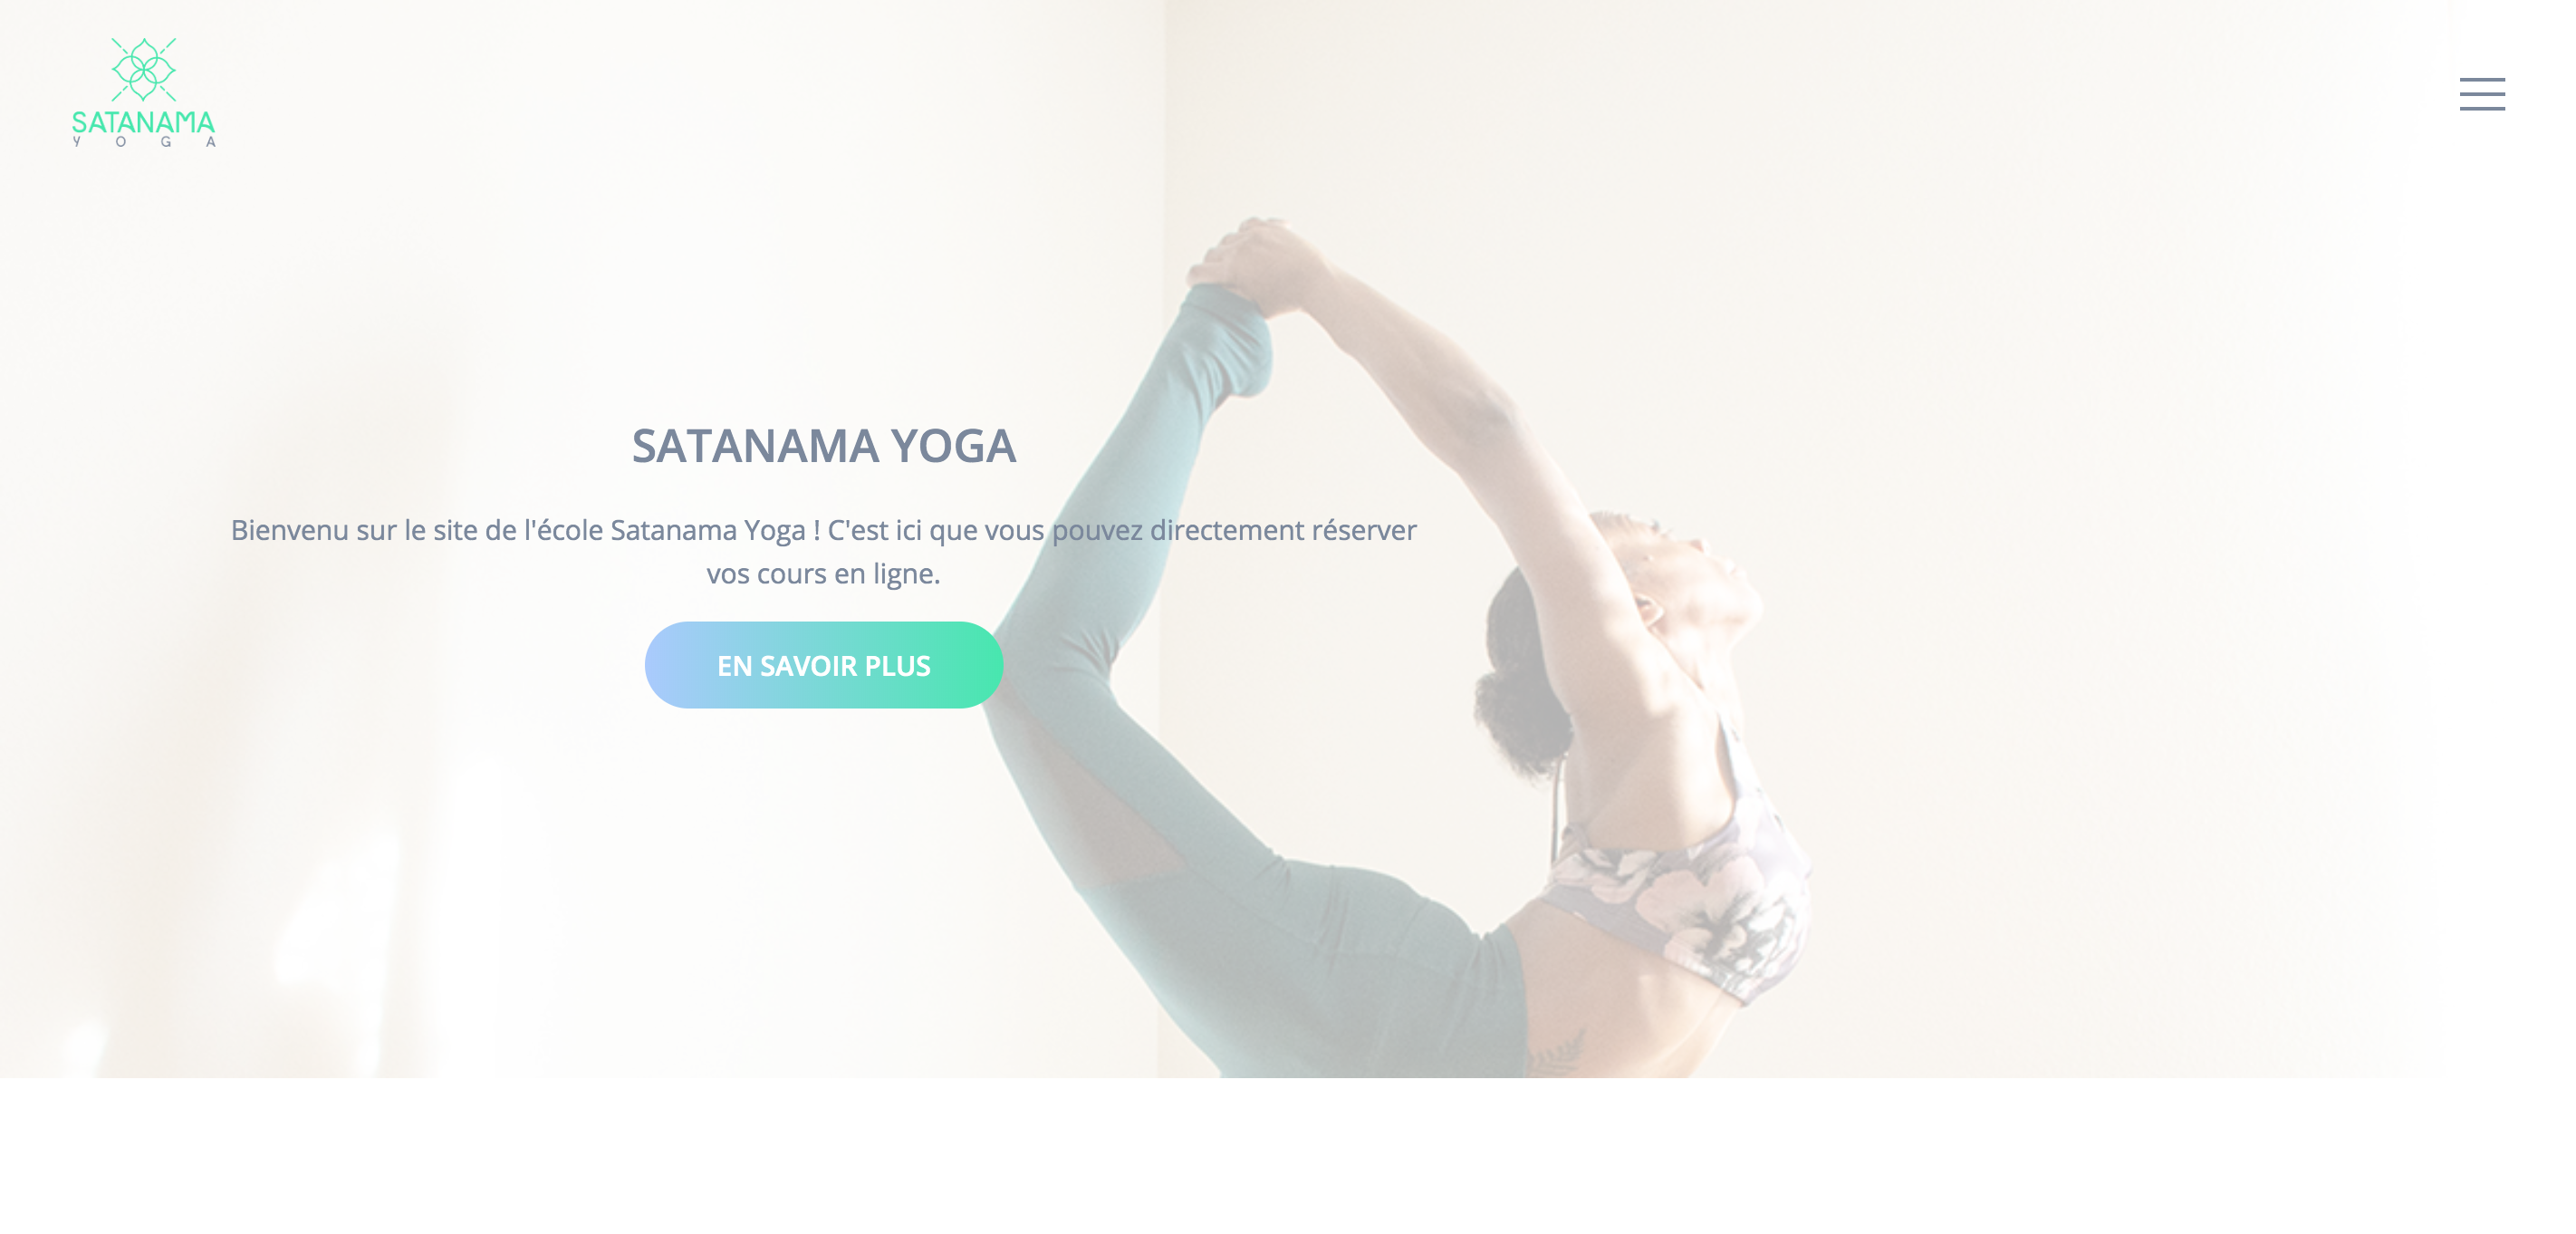 SATANAMA
YOGA
SATANAMA YOGA
Bienvenu sur le site de l'école Satanama Yoga ! C'est ici que vous pouvez directement réserver
vos cours en ligne.
EN SAVOIR PLUS